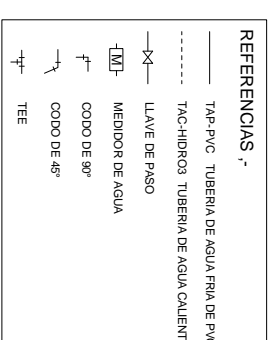 REFERENCIAS ,-
TAP-PVC TUBERIA DE AGUA FRIA DE PV
TAC-HIDRO3 TUBERIA DE AGUA CALIENT
LLAVE DE PASO
M MEDIDOR DE AGUA
CODO DE 90°
CODO DE 45°
TEE